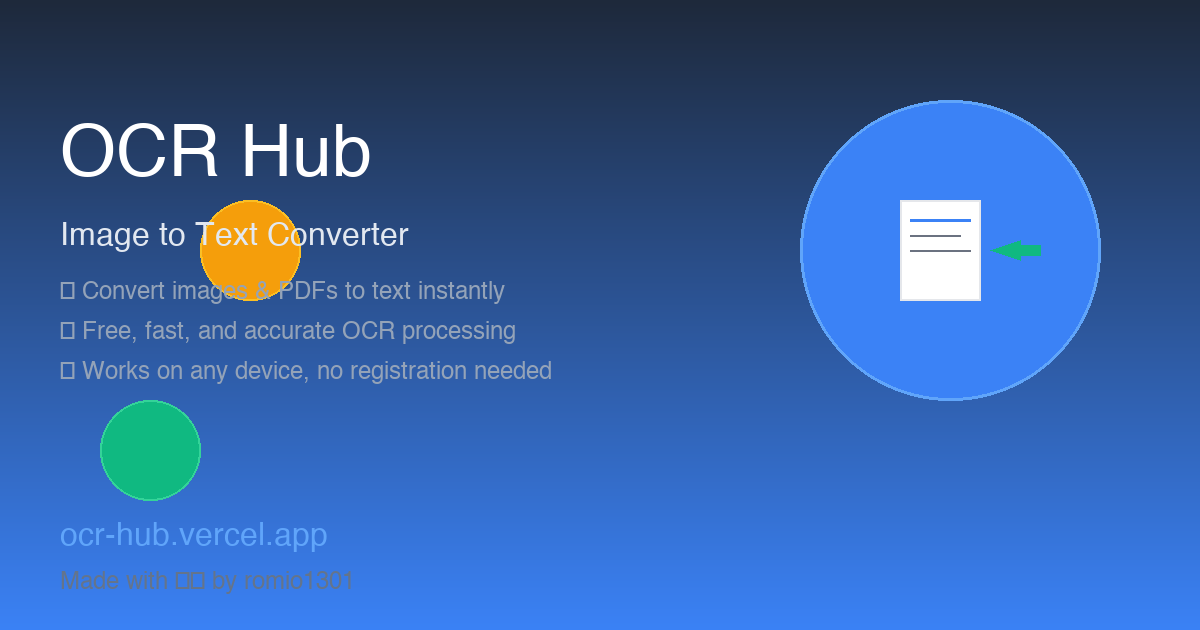 OCR Hub
Image to Text Converter
□ Convert images & PDFs to text instantly
□ Free, fast, and accurate OCR processing
□ Works on any device, no registration needed
ocr-hub.vercel.app
Made with □□ by romio1301